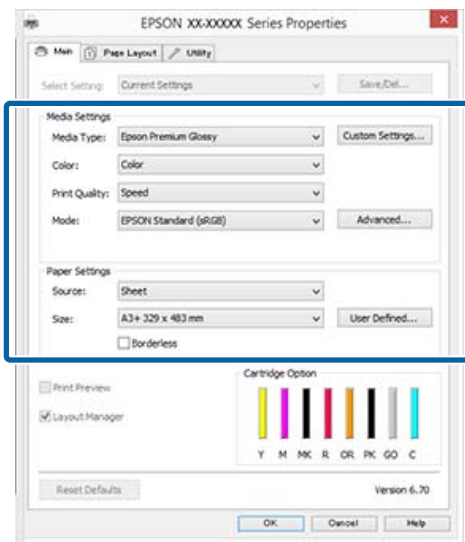 EPSON XX-XXXXX Series Properties
Main Page Layout Utility
Select Setting: Current Settings Save/Del...
Media Settings
Media Type: Epson Premium Glossy Custom Settings...
Color: Color
Print Quality: Speed
Mode: EPSON Standard (sRGB) Advanced...
Paper Settings
Source: Sheet
Size: A3+ 329 x 483 mm User Defined...
Borderless
Print Preview
Layout Manager
Cartridge Option
Y M MK R OR PK GO C
Reset Defaults Version 6.70
OK Cancel Help